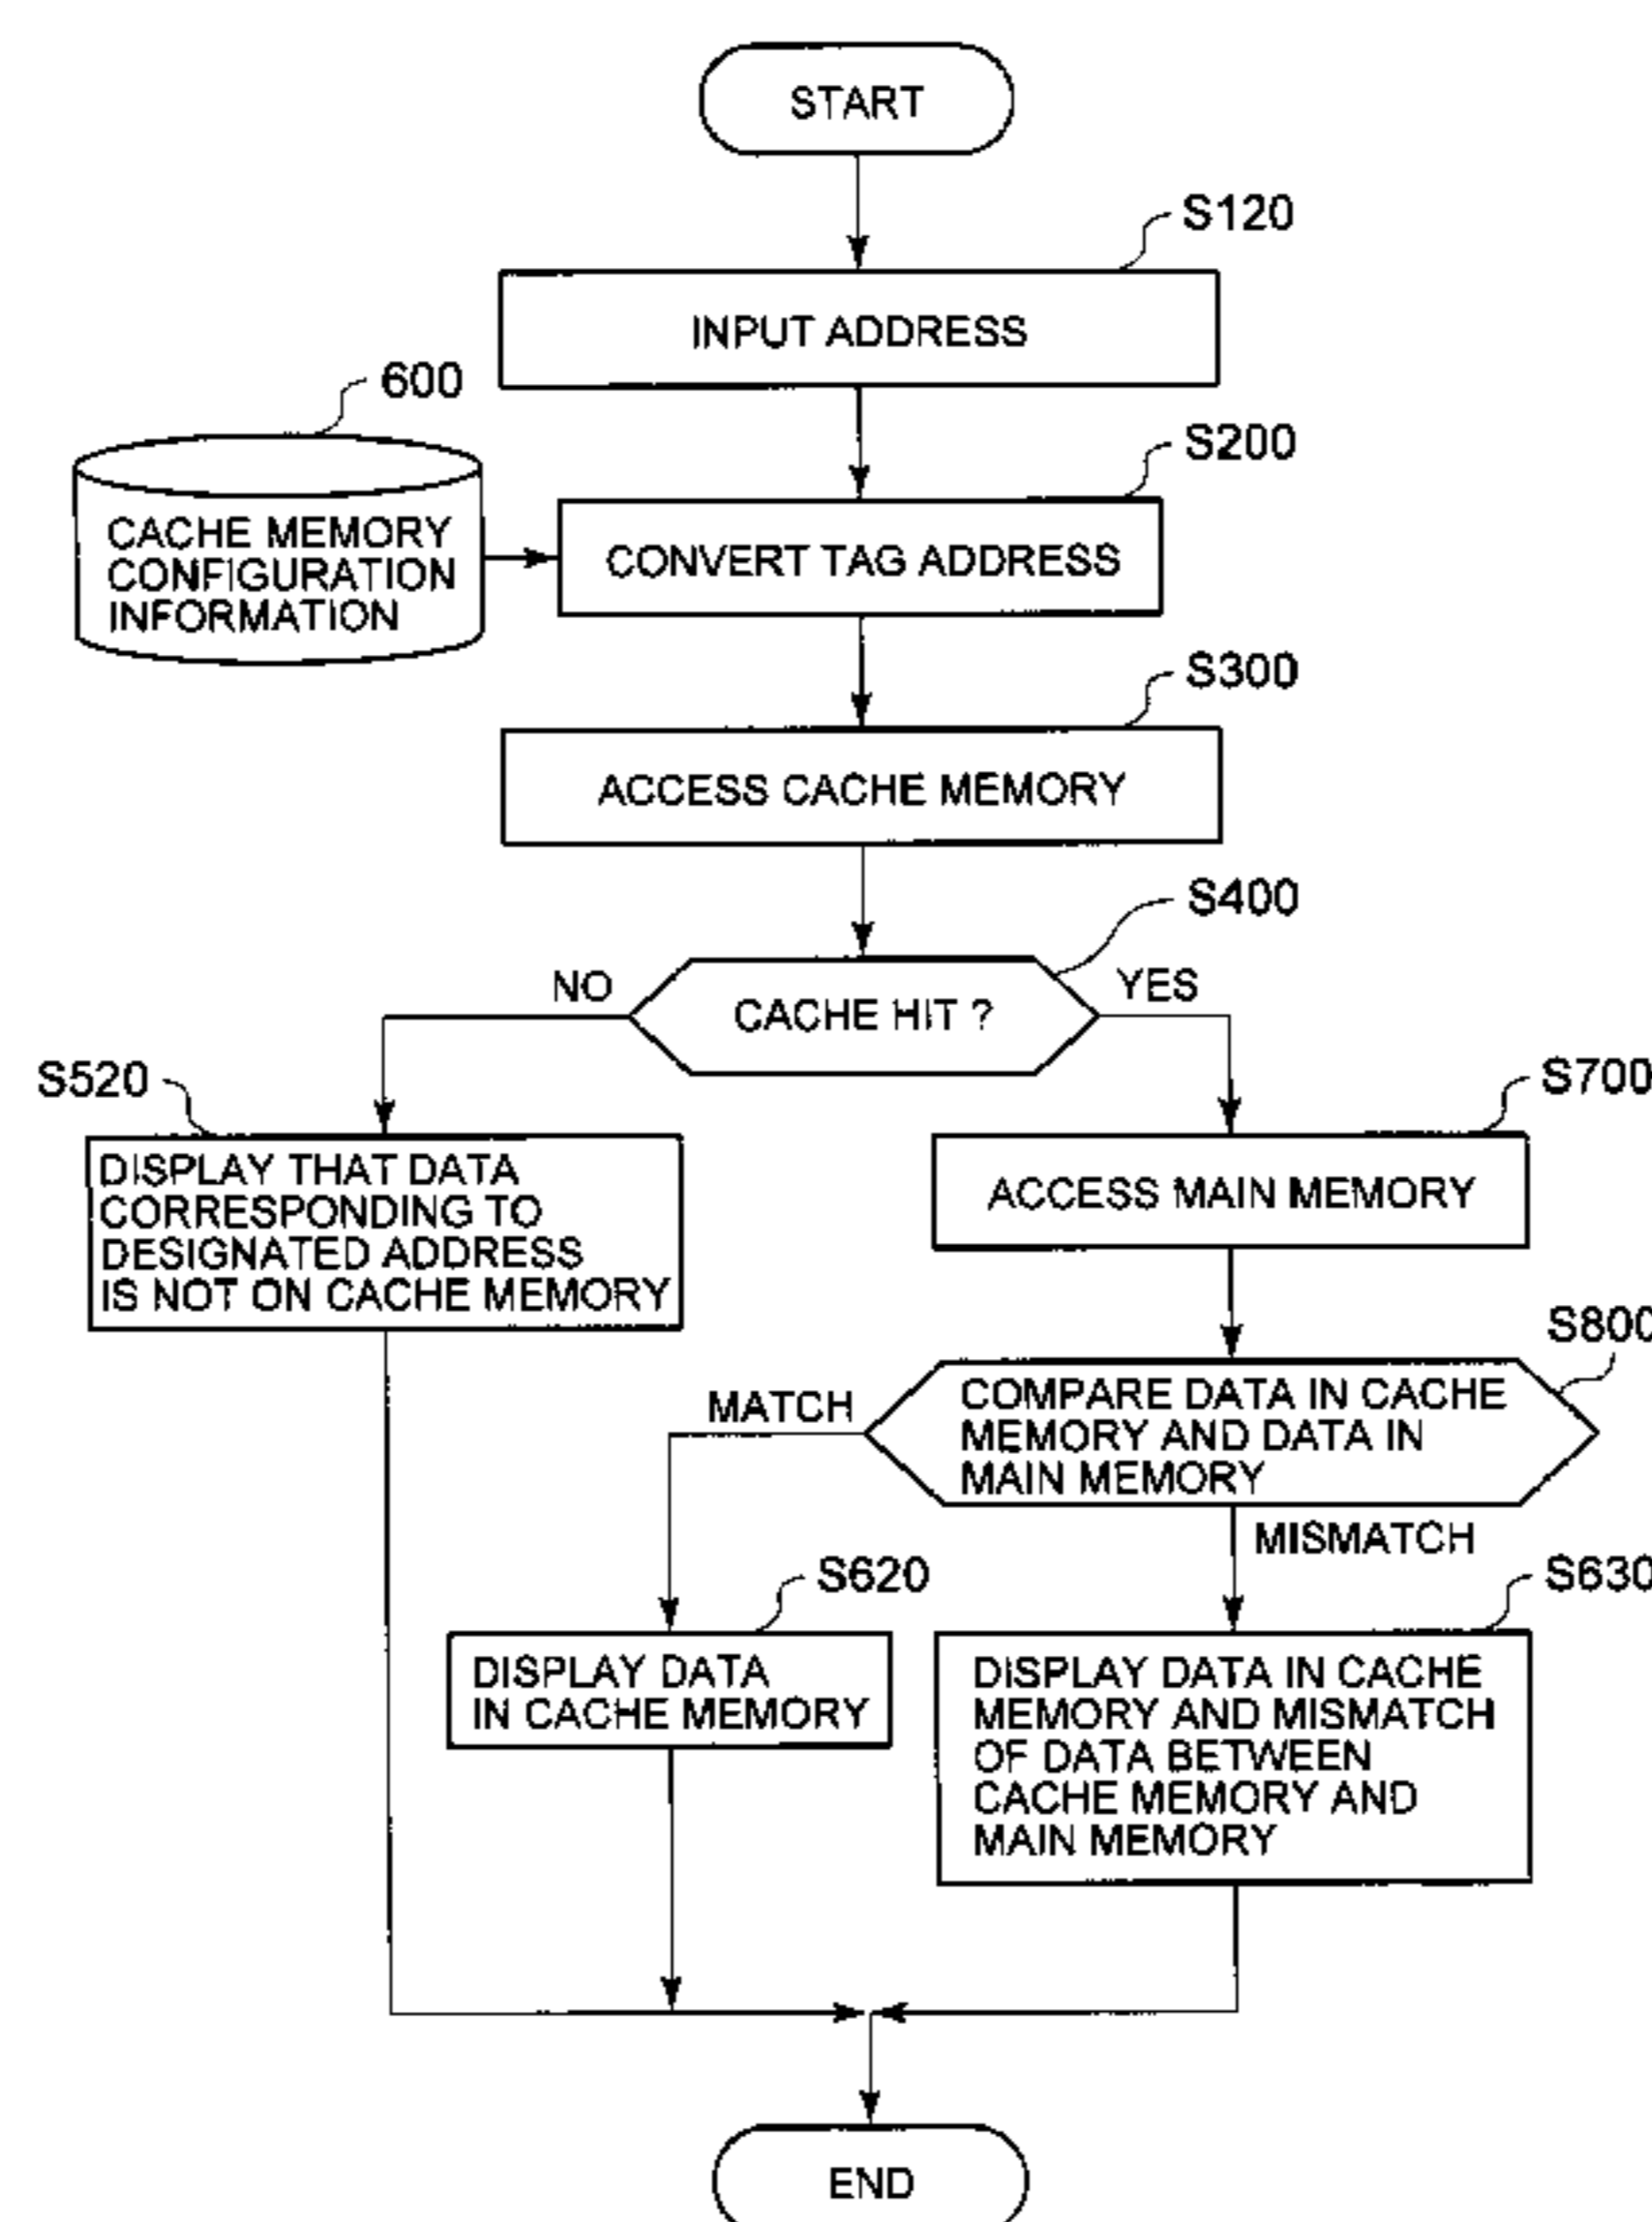 START
S120
INPUT ADDRESS
600
S200
CACHE MEMORY
CONFIGURATION
INFORMATION
CONVERT TAG ADDRESS
S300
ACCESS CACHE MEMORY
S400
NO
YES
CACHE HIT ?
S520
S700
DISPLAY THAT DATA
CORRESPONDING TO
DESIGNATED ADDRESS
IS NOT ON CACHE MEMORY
ACCESS MAIN MEMORY
S800
MATCH
COMPARE DATA IN CACHE
MEMORY AND DATA IN
MAIN MEMORY
MISMATCH
S620
S630
DISPLAY DATA
IN CACHE MEMORY
DISPLAY DATA IN CACHE
MEMORY AND MISMATCH
OF DATA BETWEEN
CACHE MEMORY AND
MAIN MEMORY
END